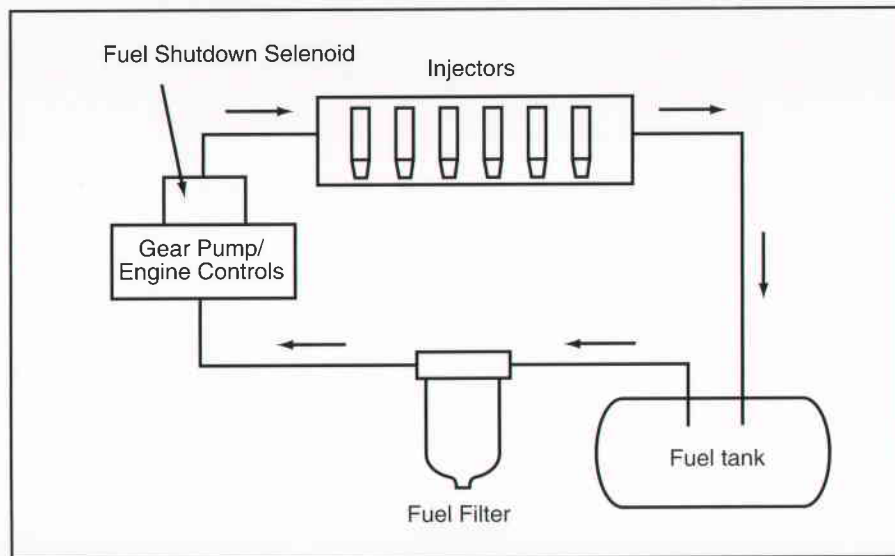 Fuel Shutdown Selenoid
Injectors
Gear Pump/
Engine Controls
Fuel tank
Fuel Filter